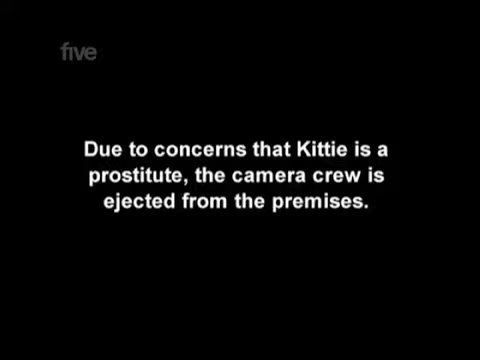 five
Due to concerns that Kittie is a
prostitute, the camera crew is
ejected from the premises.